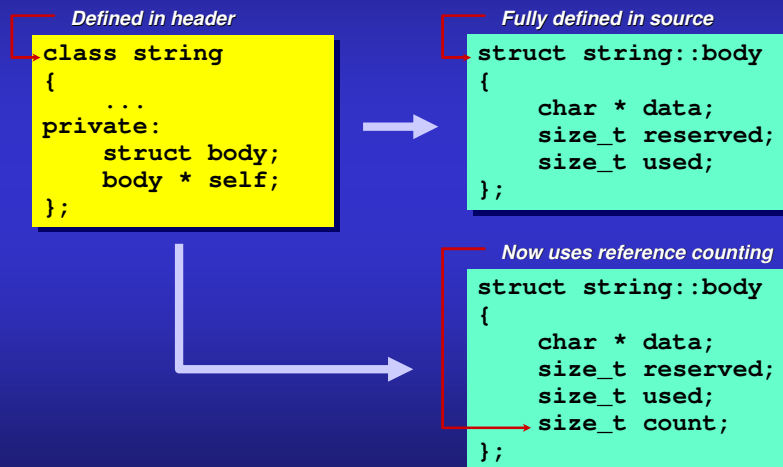 Defined in header
class string
{
    ...
private:
    struct body;
    body * self;
};
Fully defined in source
struct string::body
{
    char * data;
    size_t reserved;
    size_t used;
};
Now uses reference counting
struct string::body
{
    char * data;
    size_t reserved;
    size_t used;
    size_t count;
};